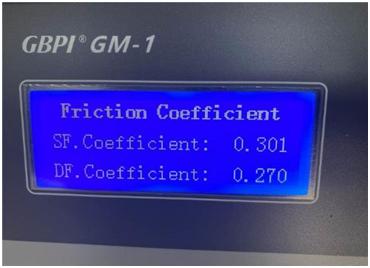 GBPI® GM-1
Friction Coefficient
SF.Coefficient: 0.301
DF.Coefficient: 0.270